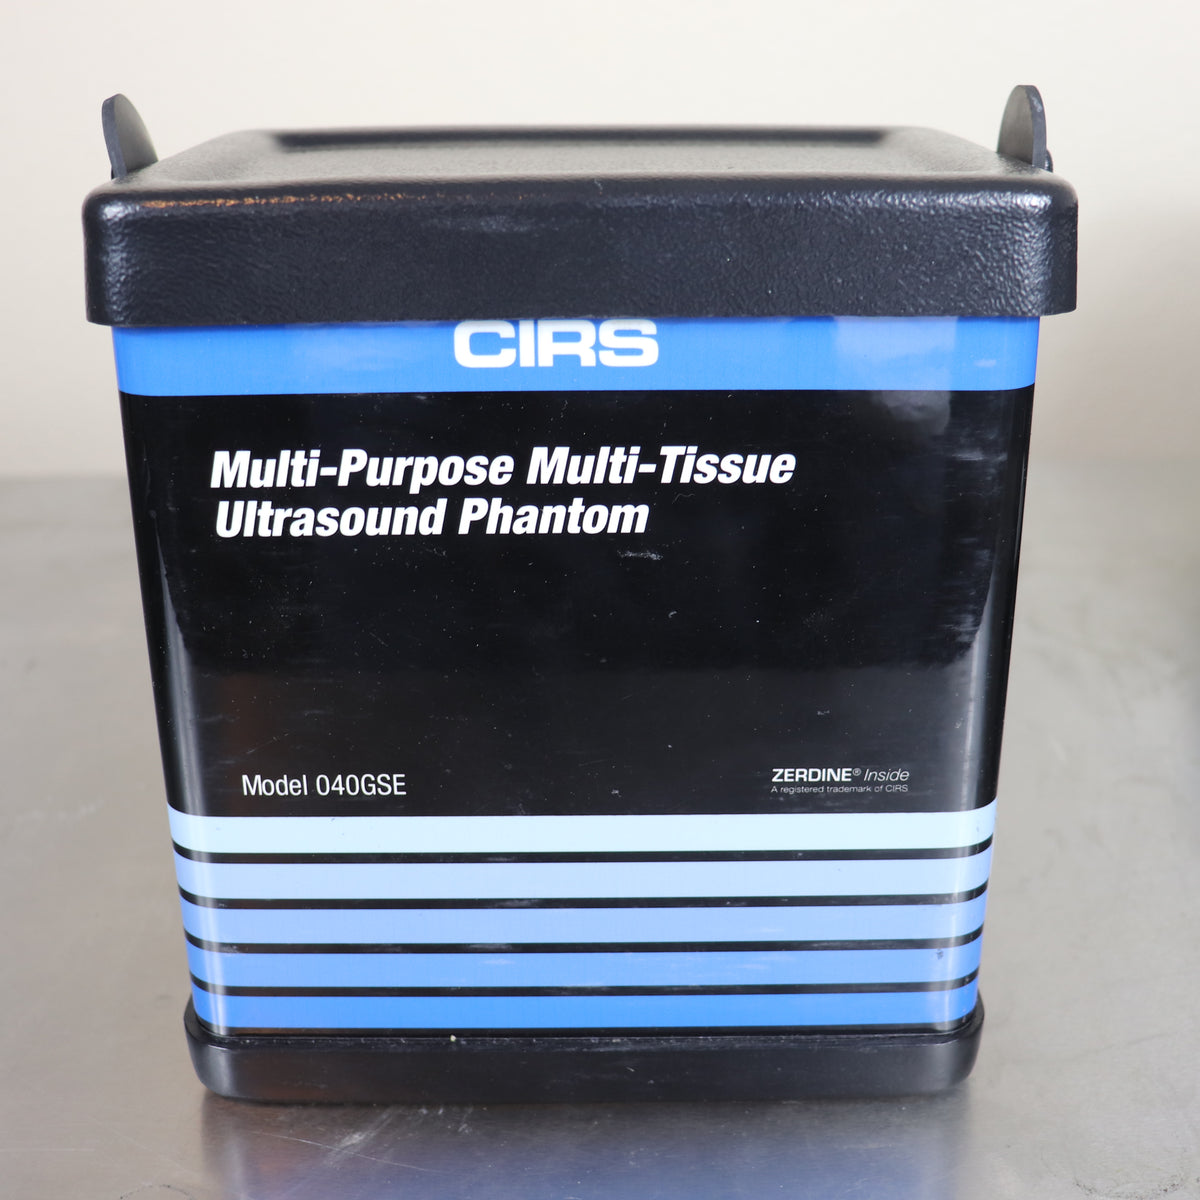 CIRS
Multi-Purpose Multi-Tissue
Ultrasound Phantom
Model 040GSE
ZERDINE® Inside
A registered trademark of CIRS